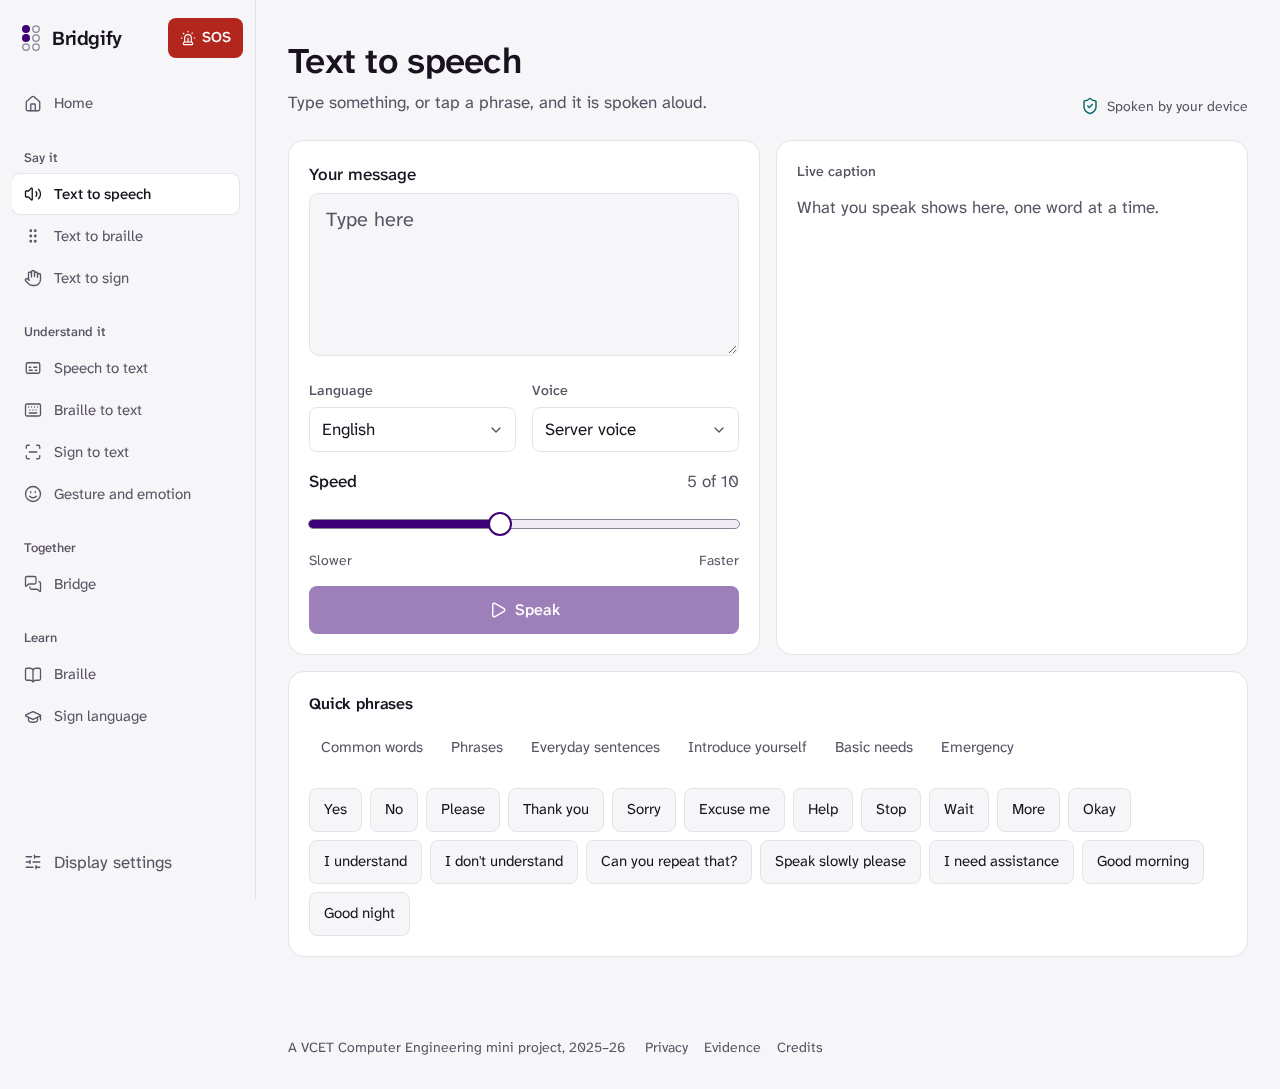 Bridgify
SOS
Home
Say it
Text to speech
Text to braille
Text to sign
Understand it
Speech to text
Braille to text
Sign to text
Gesture and emotion
Together
Bridge
Learn
Braille
Sign language
Display settings
Text to speech
Type something, or tap a phrase, and it is spoken aloud.
Spoken by your device
Your message
Type here
Language
Voice
English
Server voice
Speed
5 of 10
Slower
Faster
Speak
Live caption
What you speak shows here, one word at a time.
Quick phrases
Common words Phrases Everyday sentences Introduce yourself Basic needs Emergency
Yes No Please Thank you Sorry Excuse me Help Stop Wait More Okay
I understand I don't understand Can you repeat that? Speak slowly please I need assistance Good morning
Good night
A VCET Computer Engineering mini project, 2025–26 Privacy Evidence Credits